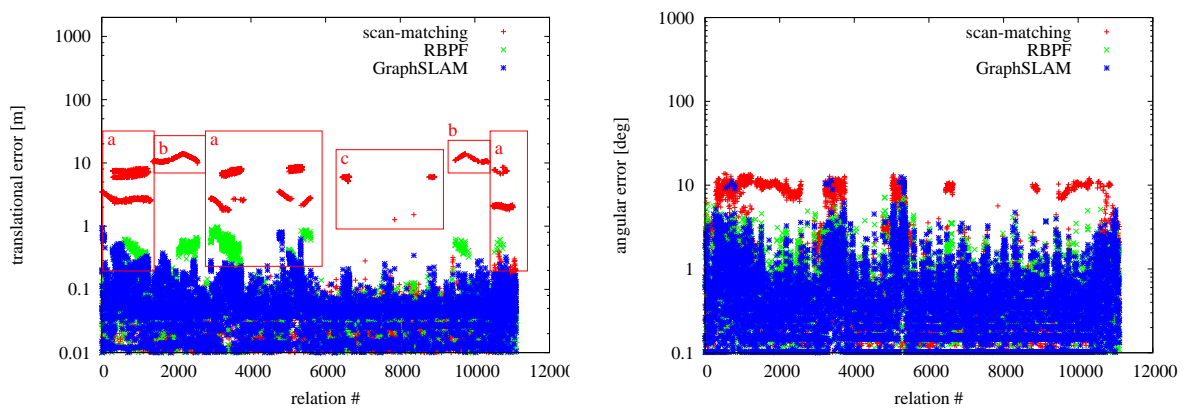 scan-matching
RBPF
GraphSLAM
translational error [m]
1000
100
10
1
0.1
0.01
a
b
a
c
b
a
0 2000 4000 6000 8000 10000 12000
relation #
scan-matching
RBPF
GraphSLAM
angular error [deg]
1000
100
10
1
0.1
0 2000 4000 6000 8000 10000 12000
relation #